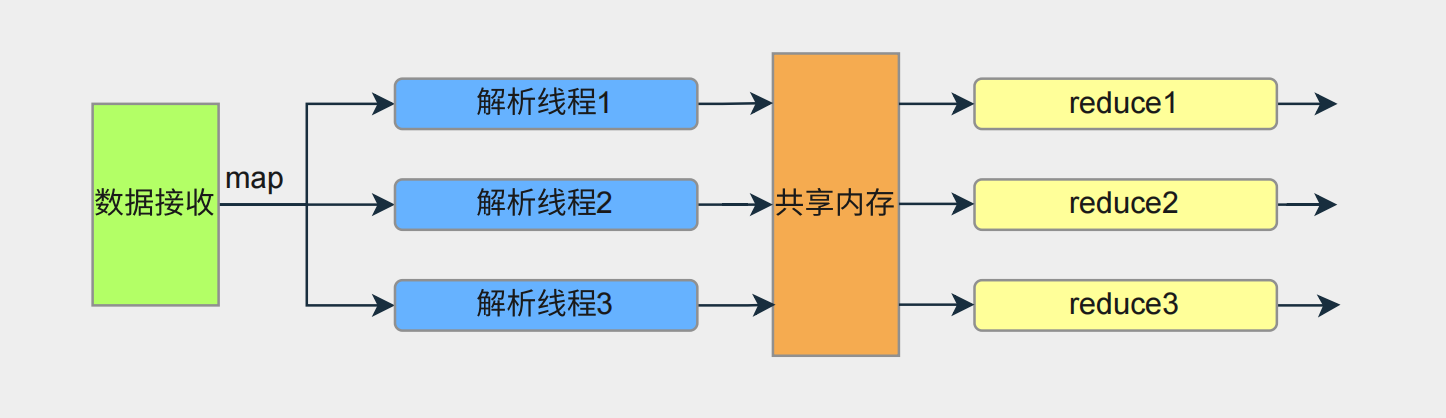 数据接收
map
解析线程1
解析线程2
解析线程3
共享内存
reduce1
reduce2
reduce3